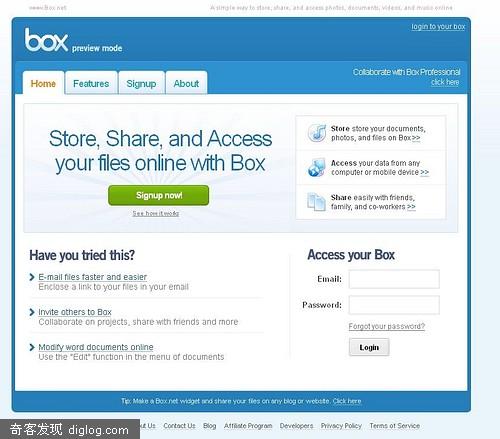 www.Box.net
A simple way to store, share, and access photos, documents, videos, and music online
login to your box
box preview mode
Collaborate with Box Professional
click here
Home Features Signup About
Store, Share, and Access
your files online with Box
Signup now!
See how it works
Store store your documents,
photos, and files on Box>>
Access your data from any
computer or mobile device >>
Share easily with friends,
family, and co-workers >>
Have you tried this?
E-mail files faster and easier
Enclose a link to your files in your email
Invite others to Box
Collaborate on projects, share with friends and more
Modify word documents online
Use the "Edit" function in the menu of documents
Access your Box
Email:
Password:
Forgot your password?
Login
Tip: Make a Box.net widget and share your files on any blog or website. Click here
Us Contact Us Blog Affiliate Program Developers Privacy Policy Terms of Service
奇客发现 diglog.com